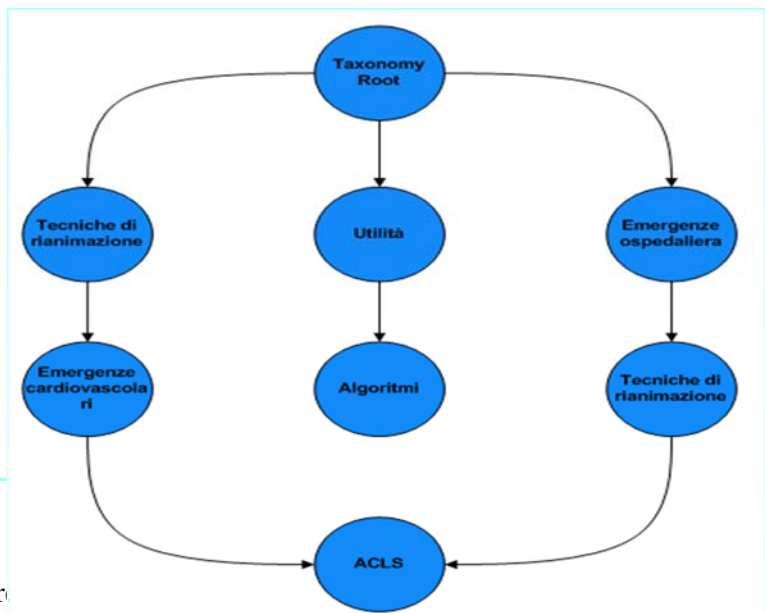 Taxonomy
Root
Tecniche di
rianimazione
Utilità
Emergenze
ospedaliera
Emergenze
cardiovascola
ri
Algoritmi
Tecniche di
rianimazione
ACLS